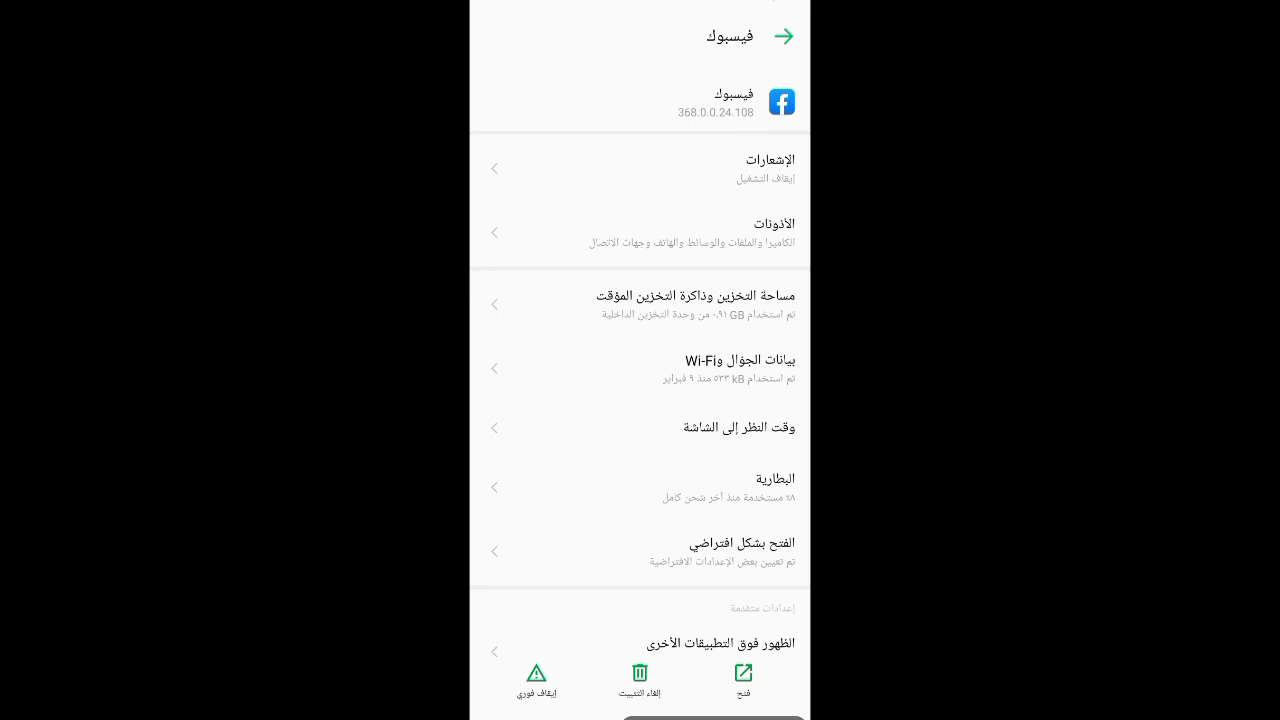 فيسبوك
فيسبوك
368.0.0.24.108
الإشعارات
إيقاف التشغيل
الأذونات
الكاميرا والملفات والوسائط والهاتف وجهات الاتصال
مساحة التخزين وذاكرة التخزين المؤقت
تم استخدام ٠٫٩١ GB من وحدة التخزين الداخلية
بيانات الجوّال وWi-Fi
تم استخدام ٥٣٣ kB منذ ٩ فبراير
وقت النظر إلى الشاشة
البطارية
٨٪ مستخدمة منذ آخر شحن كامل
الفتح بشكل افتراضي
تم تعيين بعض الإعدادات الافتراضية
إعدادات متقدمة
الظهور فوق التطبيقات الأخرى
فتح
إلغاء التثبيت
إيقاف فوري